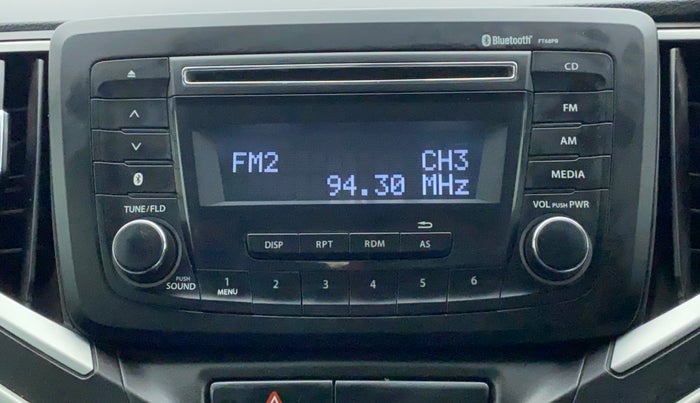 Bluetooth FT68PB
CD
FM
AM
MEDIA
FM2 CH3
94.30 MHz
TUNE/FLD
VOL PUSH PWR
DISP RPT RDM AS
PUSH
SOUND
1 2 3 4 5 6
MENU